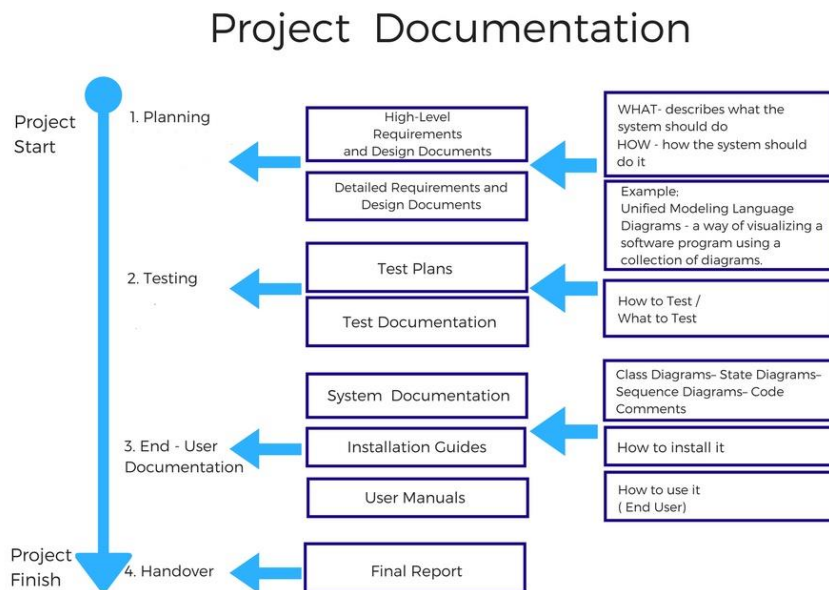 Project Documentation
Project
Start
1. Planning
High-Level
Requirements
and Design Documents
Detailed Requirements and
Design Documents
WHAT- describes what the
system should do
HOW - how the system should
do it
Example;
Unified Modeling Language
Diagrams - a way of visualizing a
software program using a
collection of diagrams.
2. Testing
Test Plans
Test Documentation
How to Test /
What to Test
3. End - User
Documentation
System Documentation
Installation Guides
User Manuals
Class Diagrams– State Diagrams–
Sequence Diagrams– Code
Comments
How to install it
How to use it
( End User)
Project
Finish
4. Handover
Final Report